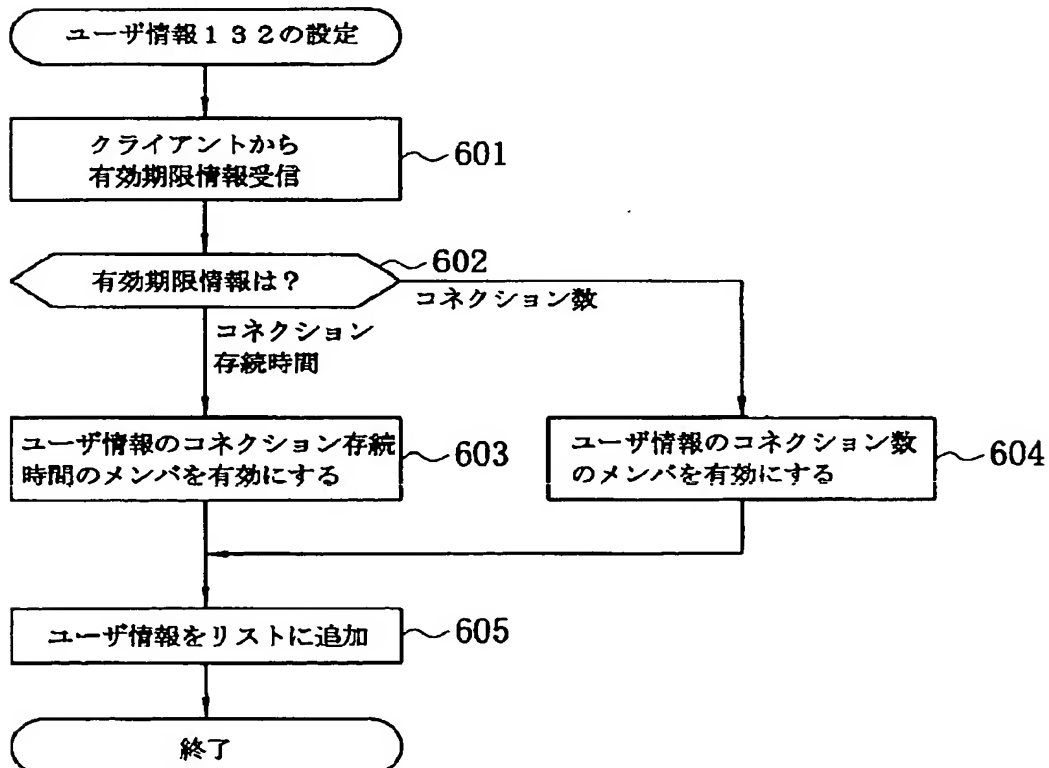 ユーザ情報132の設定
クライアントから
有効期限情報受信
601
有効期限情報は?
602
コネクション数
コネクション
存続時間
ユーザ情報のコネクション存続
時間のメンバを有効にする
603
ユーザ情報のコネクション数
のメンバを有効にする
604
ユーザ情報をリストに追加
605
終了